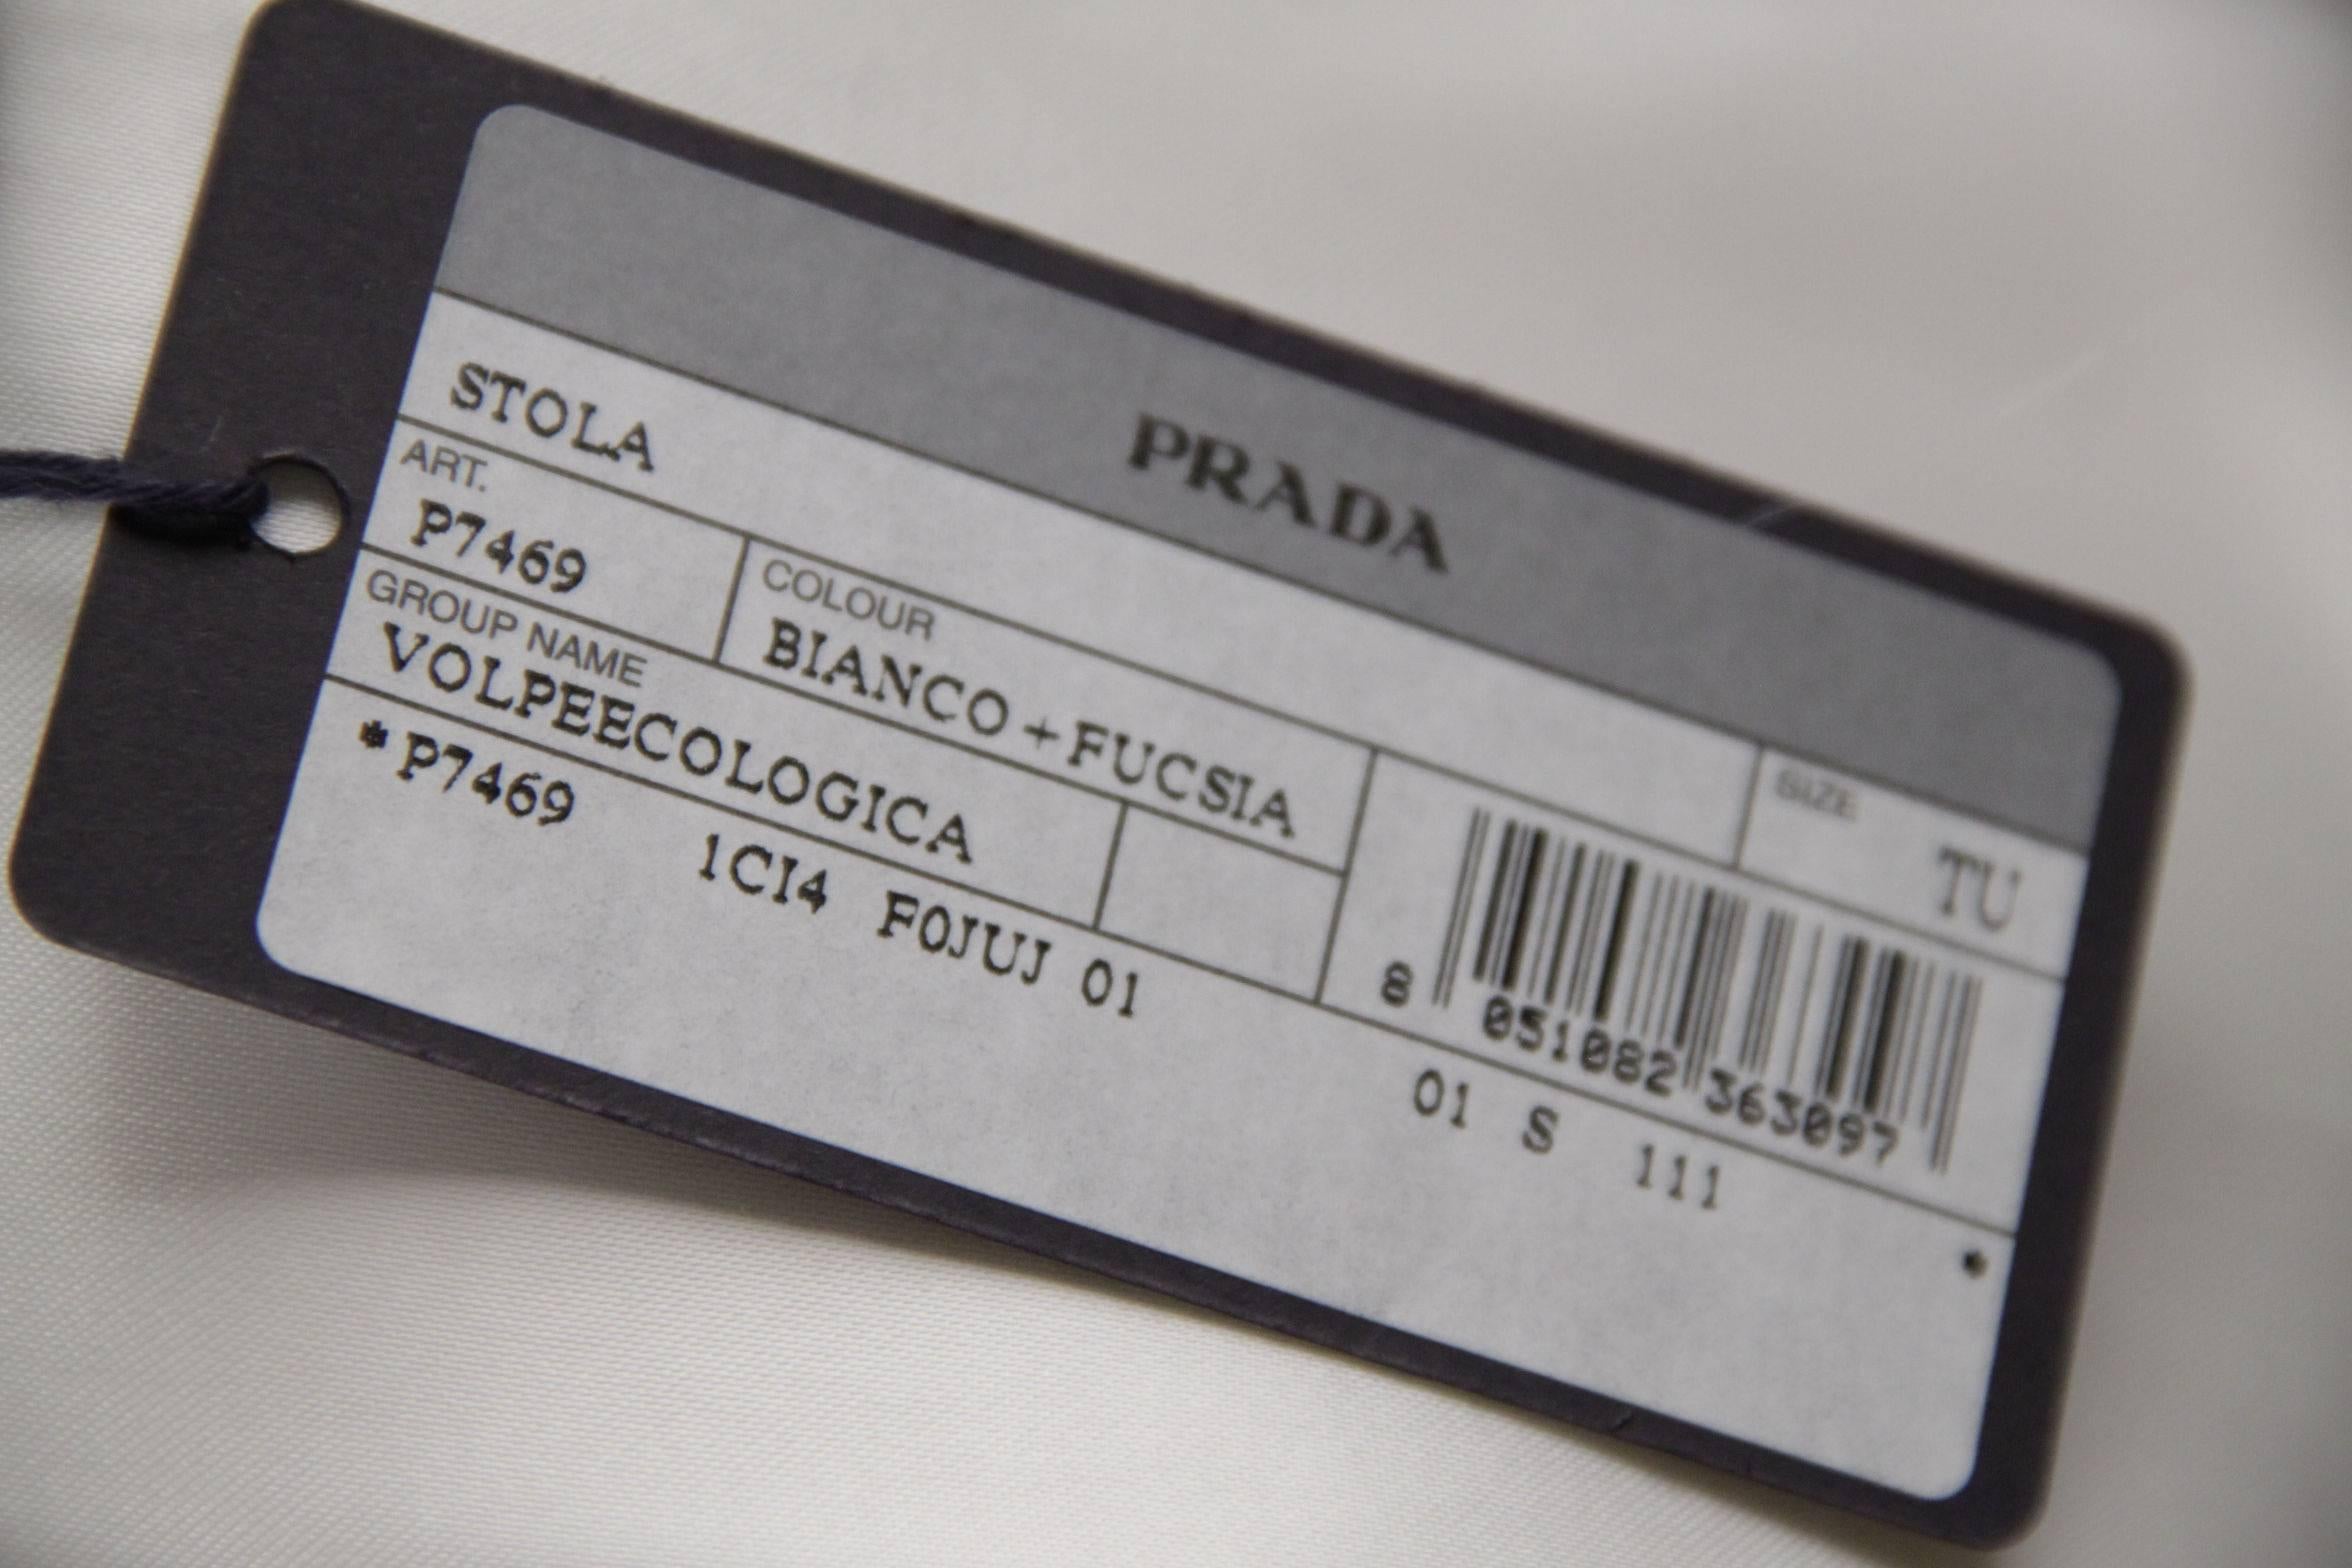 PRADA
STOLA
SIZE
TU
ART.
P7469
COLOUR
BIANCO+FUCSIA
GROUP NAME
VOLPEECOLOGICA
8 051082 363097
*P7469 1CI4 F0JUJ 01 01 S 111 *